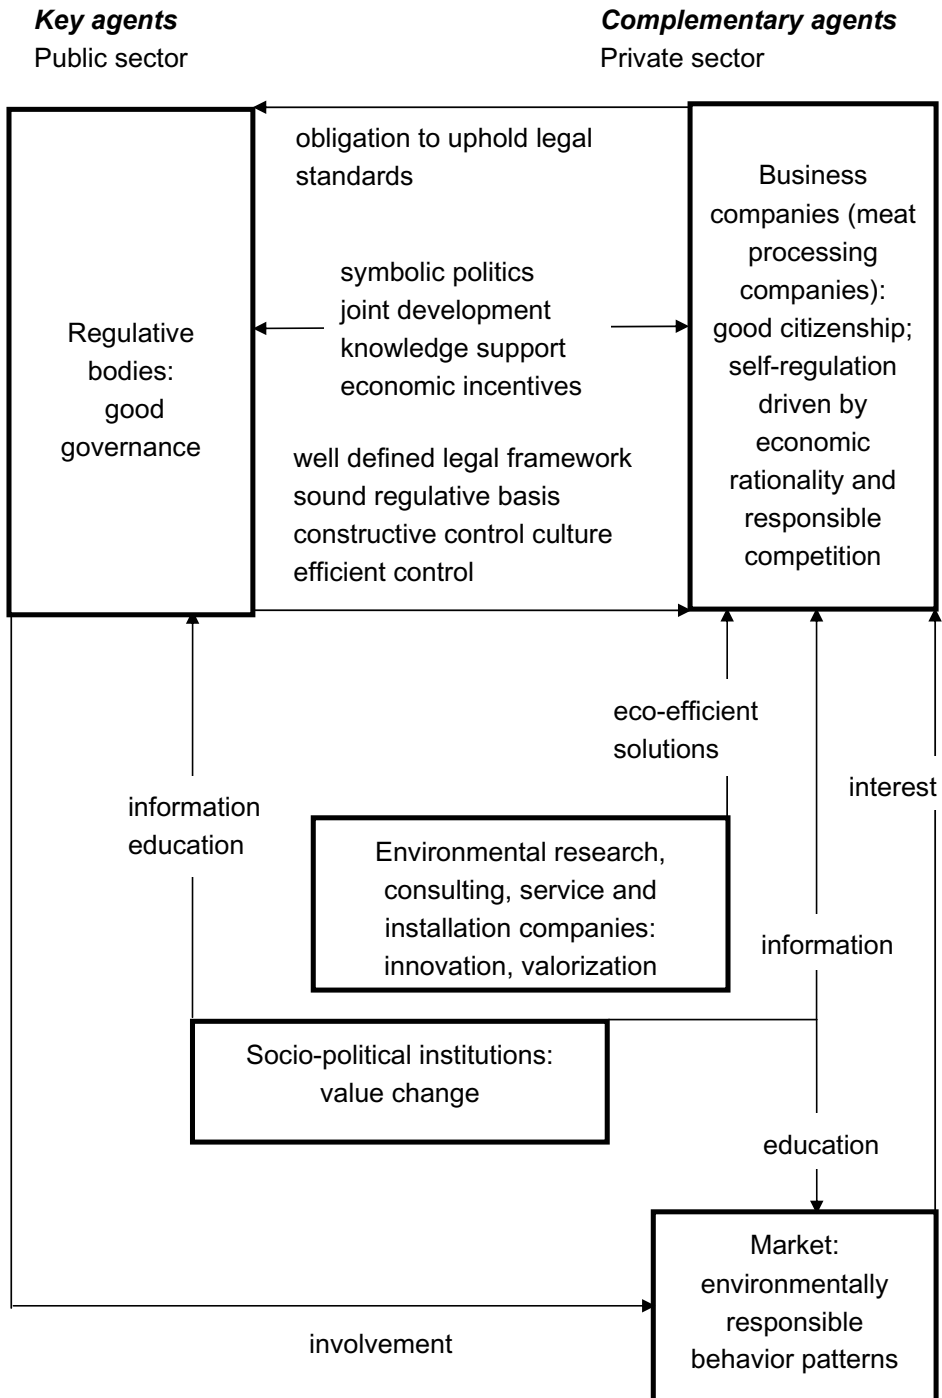 Key agents
Public sector
Complementary agents
Private sector
obligation to uphold legal
standards
Regulative
bodies:
good
governance
symbolic politics
joint development
knowledge support
economic incentives
well defined legal framework
sound regulative basis
constructive control culture
efficient control
Business
companies (meat
processing
companies):
good citizenship;
self-regulation
driven by
economic
rationality and
responsible
competition
information
education
eco-efficient
solutions
interest
Environmental research,
consulting, service and
installation companies:
innovation, valorization
information
Socio-political institutions:
value change
education
Market:
environmentally
responsible
behavior patterns
involvement